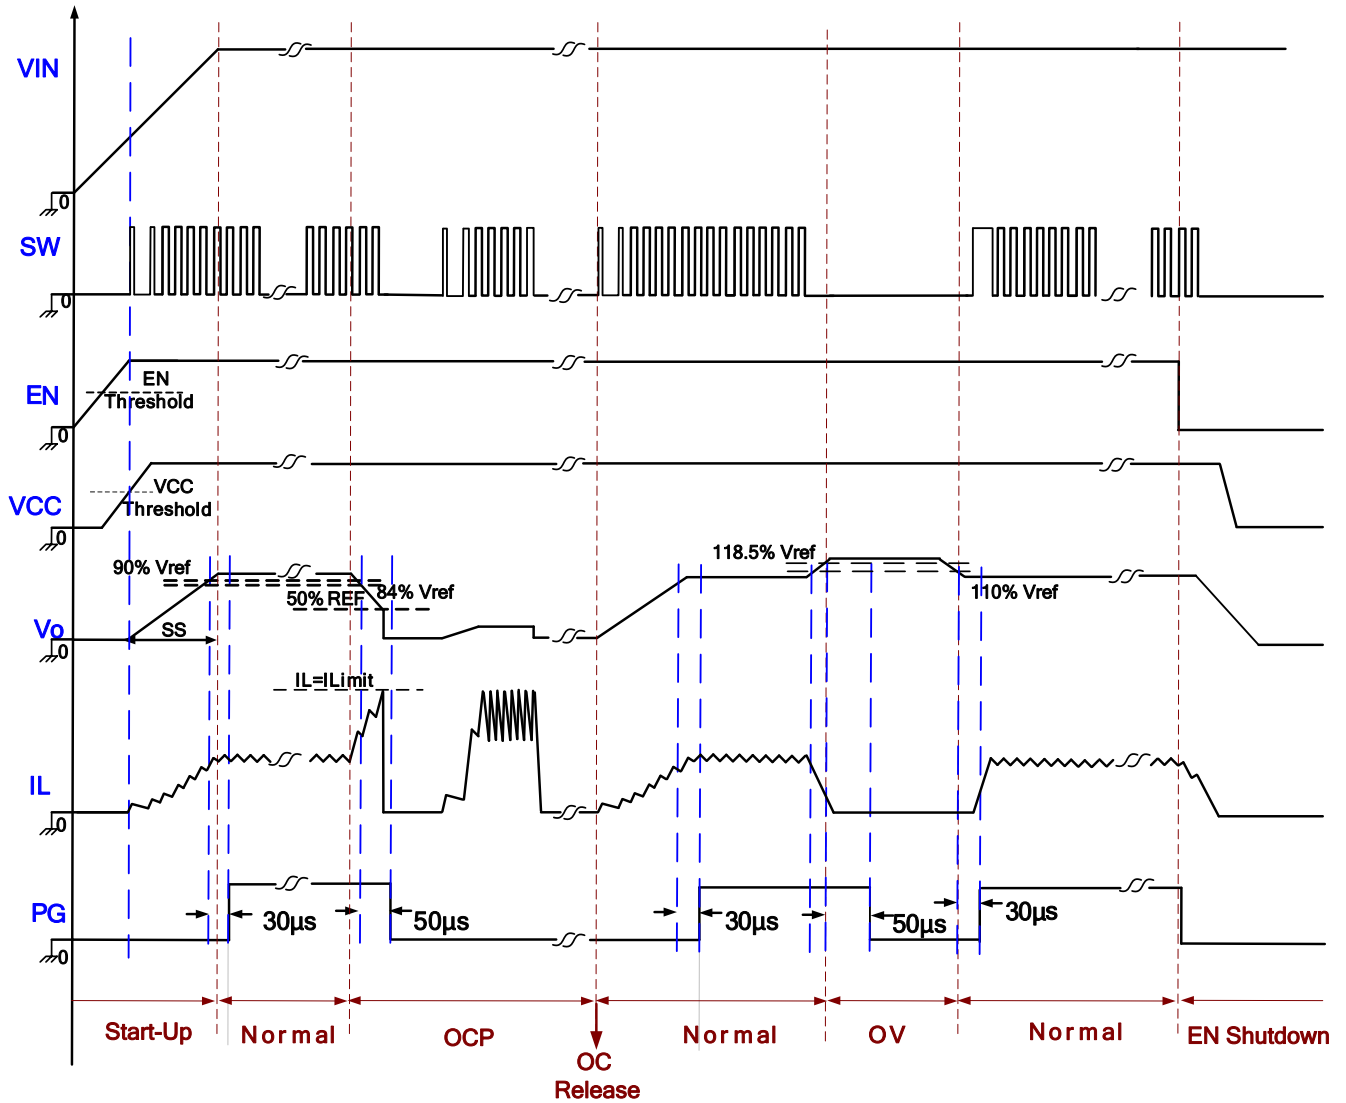 VIN
0
SW
0
EN
Threshold
EN
0
VCC
Threshold
VCC
0
118.5% Vref
90% Vref
50% REF
84% Vref
110% Vref
Vo
SS
0
IL=ILimit
IL
0
PG
30µs
50µs
30µs
50µs
30µs
0
Start-Up
Normal
OCP
Normal
OV
Normal
EN Shutdown
OC
Release